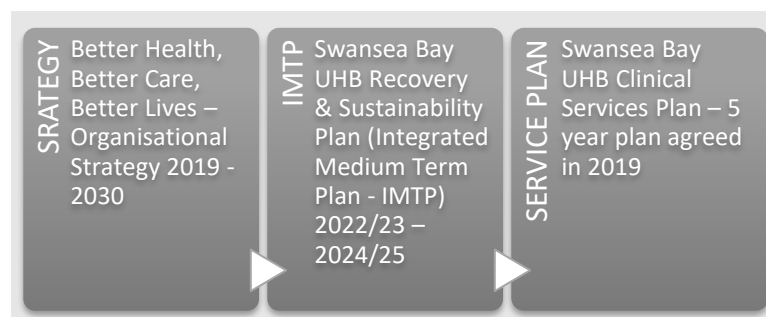 SRATEGY
Better Health,
Better Care,
Better Lives –
Organisational
Strategy 2019 -
2030
IMTP
Swansea Bay
UHB Recovery
& Sustainability
Plan (Integrated
Medium Term
Plan - IMTP)
2022/23 –
2024/25
SERVICE PLAN
Swansea Bay
UHB Clinical
Services Plan – 5
year plan agreed
in 2019